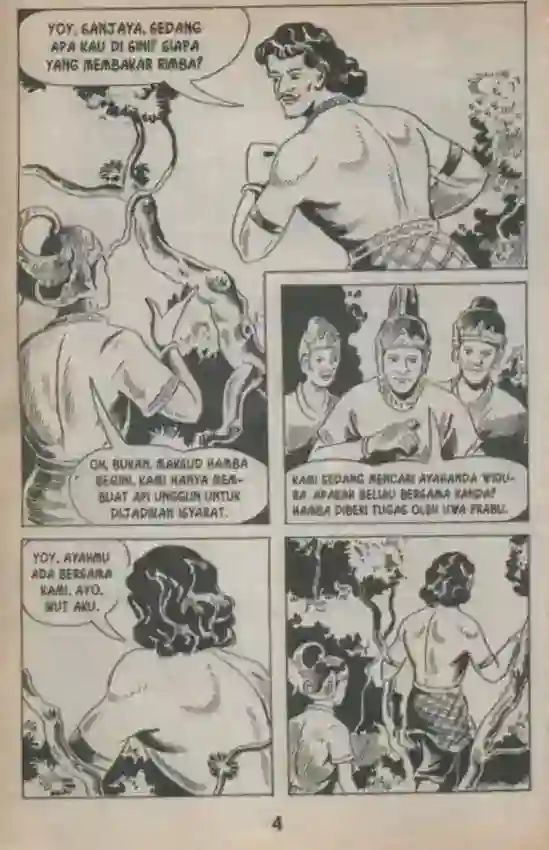 YOY, SANJAYA, SEDANG
APA KAU DI SINI? SIAPA
YANG MEMBAKAR RIMBA?
OH, BUKAN. MAKSUD HAMBA
BEGINI, KAMI HANYA MEM-
BUAT API UNGGUN UNTUK
DIJADIKAN ISYARAT.
KAMI SEDANG MENCARI AYAHANDA WIDU-
RA APAKAH BELIAU BERSAMA KANDA?
HAMBA DIBERI TUGAS OLEH UWA PRABU.
YOY, AYAHMU
ADA BERSAMA
KAMI. AYO,
IKUT AKU.
4